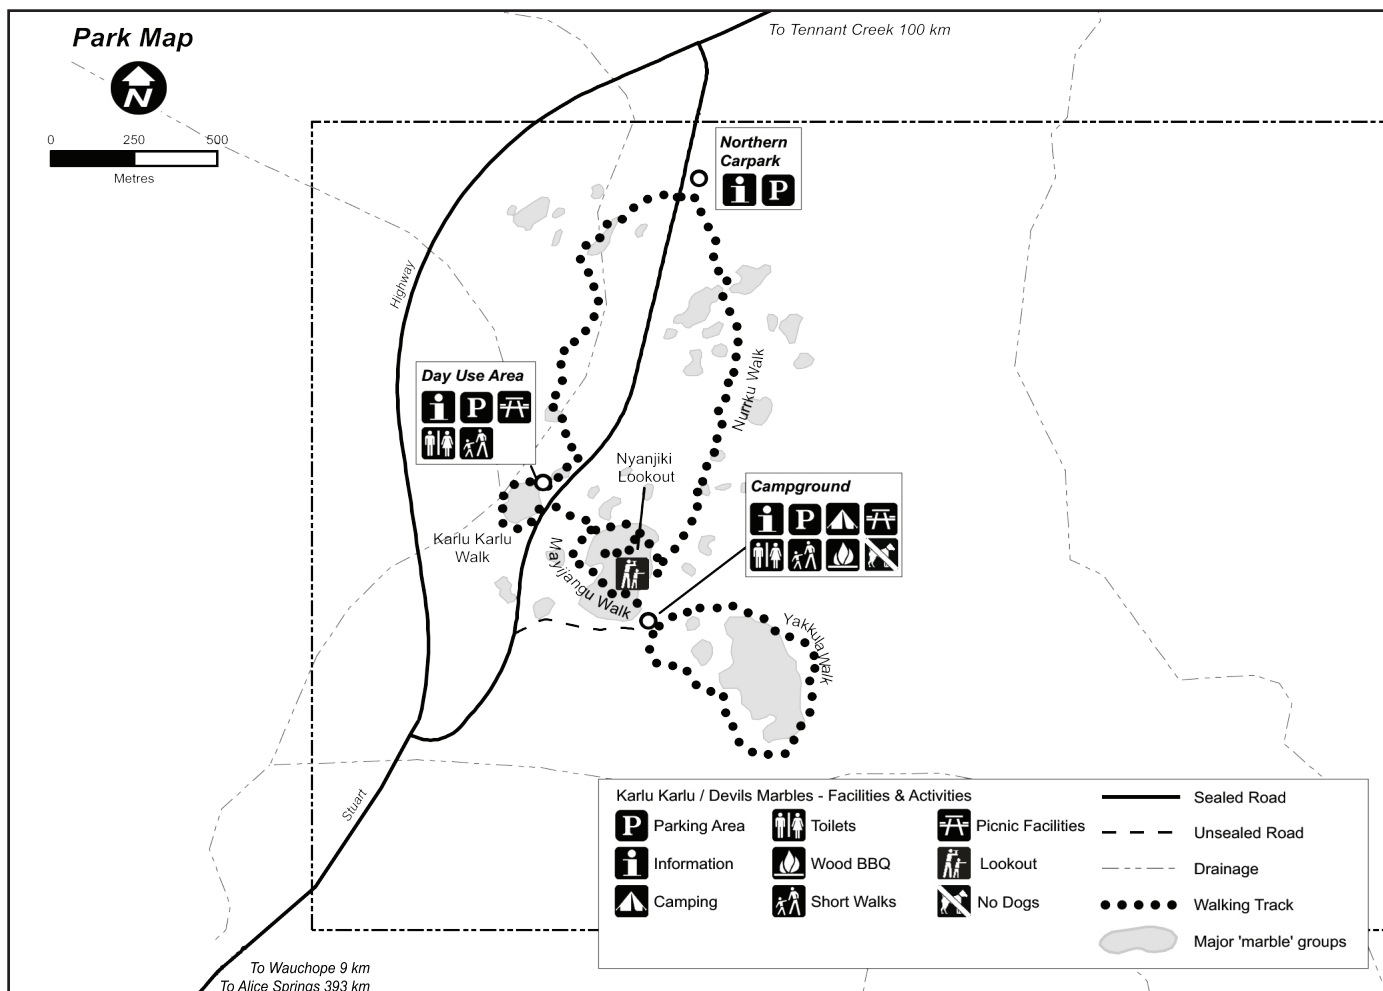 Park Map
To Tennant Creek 100 km
N
0 250 500
Metres
Northern
Carpark
i P
Highway
Day Use Area
i P
Nurrku Walk
Nyanjiki
Lookout
Campground
i P
Karlu Karlu
Walk
Mayijangu Walk
Yakkula Walk
Stuart
Karlu Karlu / Devils Marbles - Facilities & Activities
P Parking Area
Toilets
Picnic Facilities
i Information
Wood BBQ
Lookout
Camping
Short Walks
No Dogs
Sealed Road
Unsealed Road
Drainage
Walking Track
Major 'marble' groups
To Wauchope 9 km
To Alice Springs 393 km